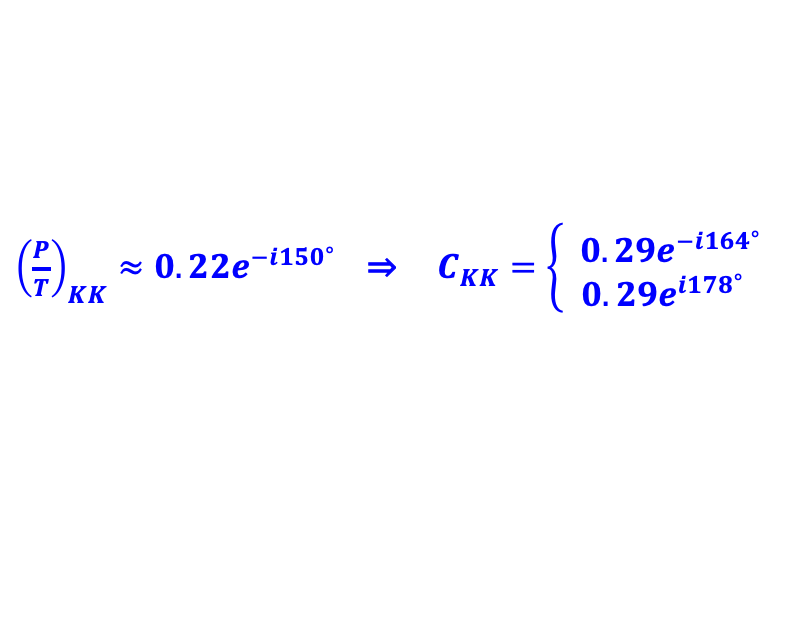 (P/T)_KK ≈ 0.22e^{−i150°} ⇒ C_KK = { 0.29e^{−i164°}
0.29e^{i178°}